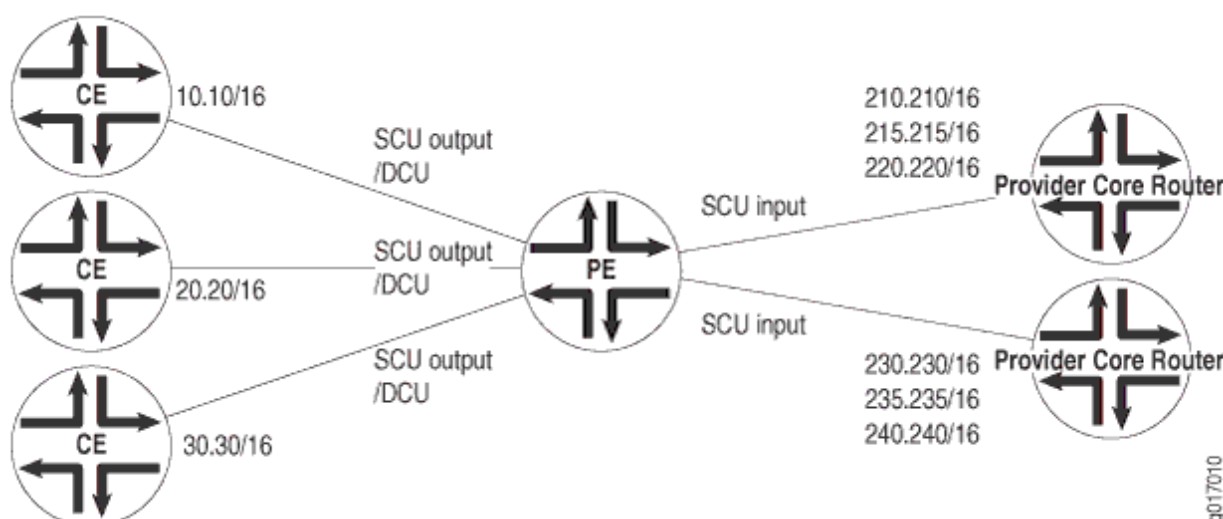 CE
10.10/16
SCU output
/DCU
210.210/16
215.215/16
220.220/16
Provider Core Router
SCU input
CE
20.20/16
SCU output
/DCU
PE
SCU input
SCU output
/DCU
230.230/16
235.235/16
240.240/16
Provider Core Router
CE
30.30/16
g017010